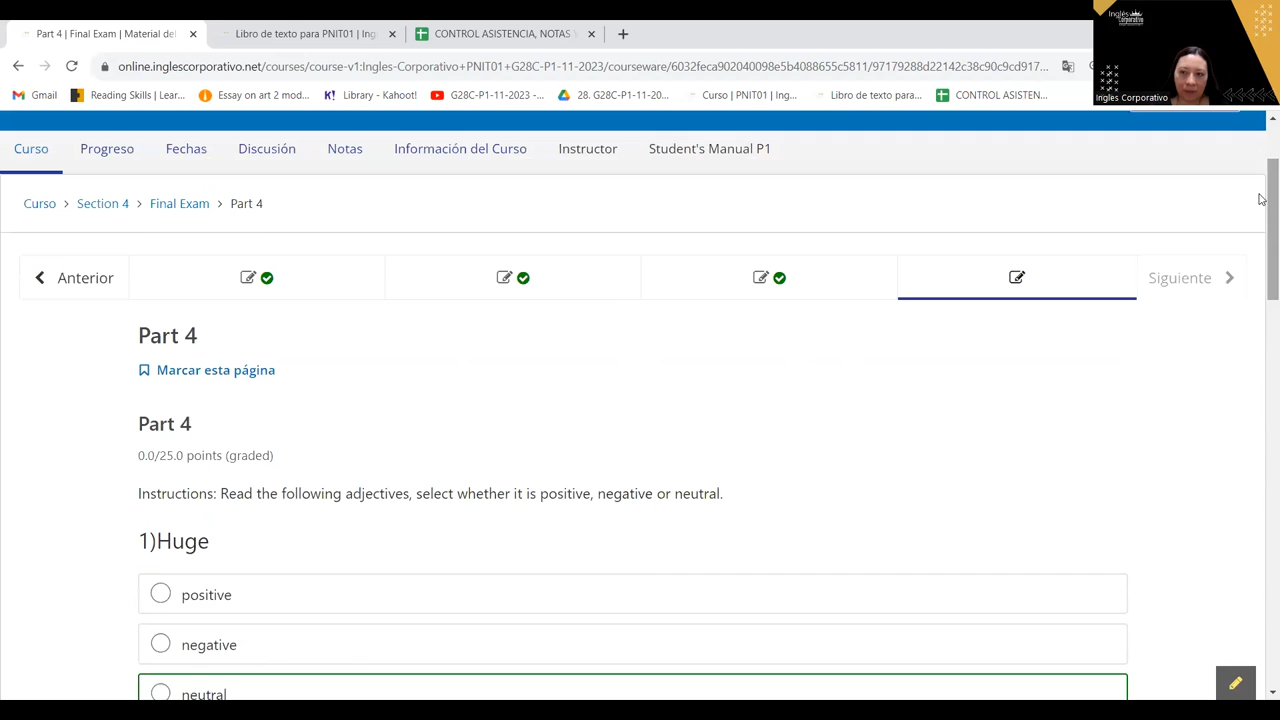 Part 4 | Final Exam | Material del
Libro de texto para PNIT01 | Ing
CONTROL ASISTENCIA, NOTAS
online.inglescorporativo.net/courses/course-v1:Ingles-Corporativo+PNIT01+G28C-P1-11-2023/courseware/6032feca902040098e5b4088655c5811/97179288d22142c38c90c9cd917...
Gmail
Reading Skills | Lear...
Essay on art 2 mod...
Library - Kahoot!
G28C-P1-11-2023 -...
28. G28C-P1-11-20...
Curso | PNIT01 | Ing...
Libro de texto para...
CONTROL ASISTEN...
Inglés
Corporativo
Ingles Corporativo
Curso
Progreso
Fechas
Discusión
Notas
Información del Curso
Instructor
Student's Manual P1
Curso > Section 4 > Final Exam > Part 4
Anterior
Siguiente
Part 4
Marcar esta página
Part 4
0.0/25.0 points (graded)
Instructions: Read the following adjectives, select whether it is positive, negative or neutral.
1)Huge
positive
negative
neutral